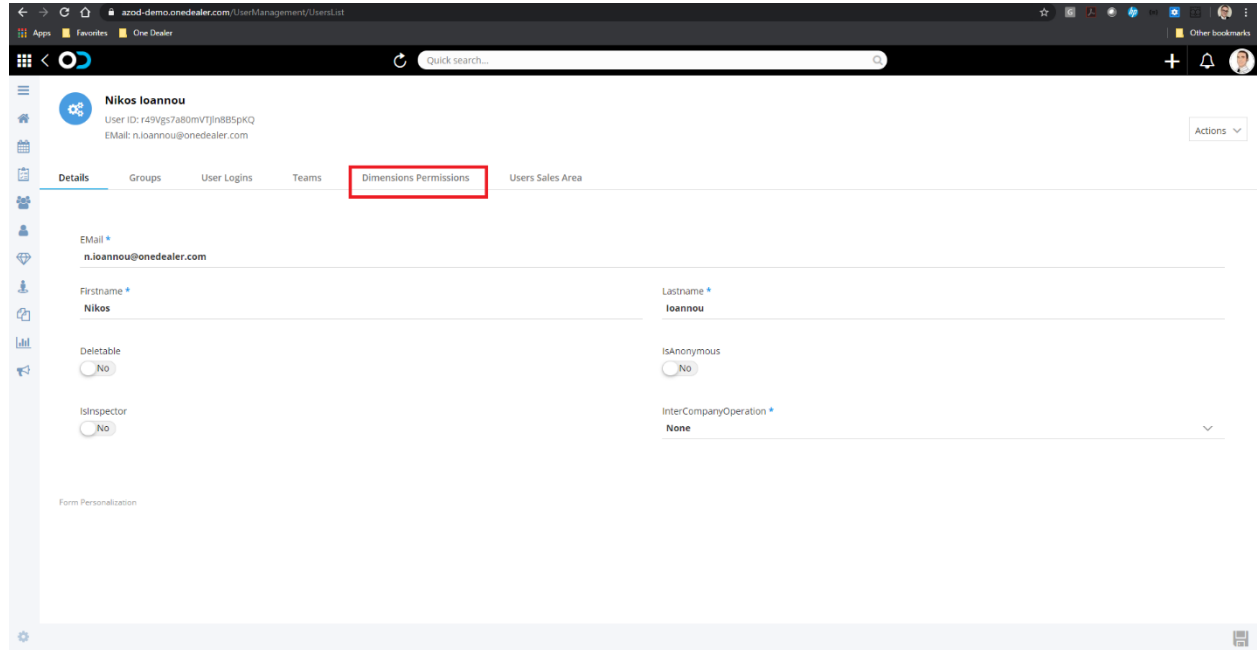 azod-demo.onedealer.com/UserManagement/UsersList
Apps Favorites One Dealer Other bookmarks
Quick search...
Nikos Ioannou
User ID: r49Vgs7a80mVTJln8B5pKQ
EMail: n.ioannou@onedealer.com
Actions
Details Groups User Logins Teams Dimensions Permissions Users Sales Area
EMail *
n.ioannou@onedealer.com
Firstname * Lastname *
Nikos Ioannou
Deletable IsAnonymous
No No
IsInspector InterCompanyOperation *
No None
Form Personalization